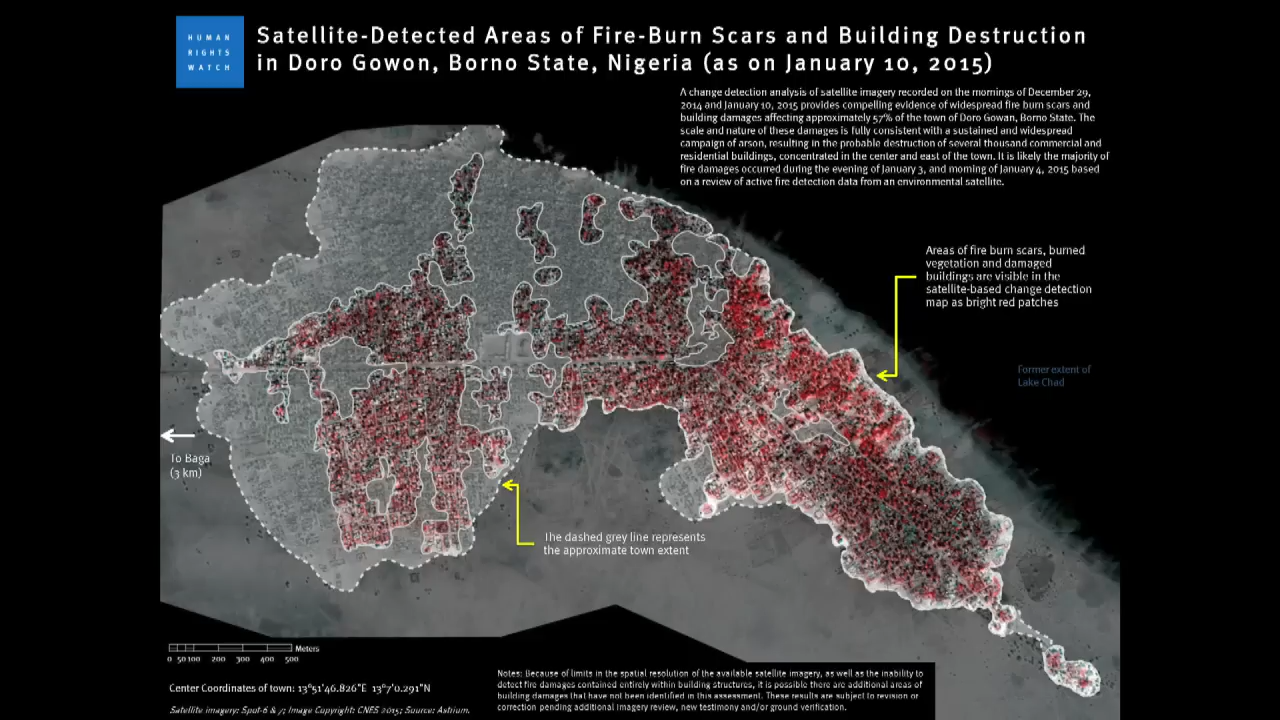 HUMAN
RIGHTS
WATCH
Satellite-Detected Areas of Fire-Burn Scars and Building Destruction
in Doro Gowon, Borno State, Nigeria (as on January 10, 2015)
A change detection analysis of satellite imagery recorded on the mornings of December 29,
2014 and January 10, 2015 provides compelling evidence of widespread fire burn scars and
building damages affecting approximately 57% of the town of Doro Gowan, Borno State. The
scale and nature of these damages is fully consistent with a sustained and widespread
campaign of arson, resulting in the probable destruction of several thousand commercial and
residential buildings, concentrated in the center and east of the town. It is likely the majority of
fire damages occurred during the evening of January 3, and morning of January 4, 2015 based
on a review of active fire detection data from an environmental satellite.
Areas of fire burn scars, burned
vegetation and damaged
buildings are visible in the
satellite-based change detection
map as bright red patches
Former extent of
Lake Chad
To Baga
(3 km)
The dashed grey line represents
the approximate town extent
Meters
0 50 100 200 300 400 500
Center Coordinates of town: 13°51'46.826"E 13°7'0.291"N
Satellite imagery: Spot-6 & 7; Image Copyright: CNES 2015; Source: Astrium.
Notes: Because of limits in the spatial resolution of the available satellite imagery, as well as the inability to
detect fire damages contained entirely within building structures, it is possible there are additional areas of
building damages that have not been identified in this assessment. These results are subject to revision or
correction pending additional imagery review, new testimony and/or ground verification.